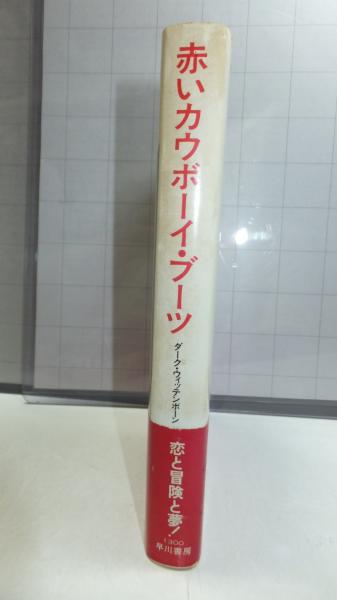 赤いカウボーイ・ブーツ
ダーク・ウィッテンボーン
恋と冒険と夢!
1300
早川書房